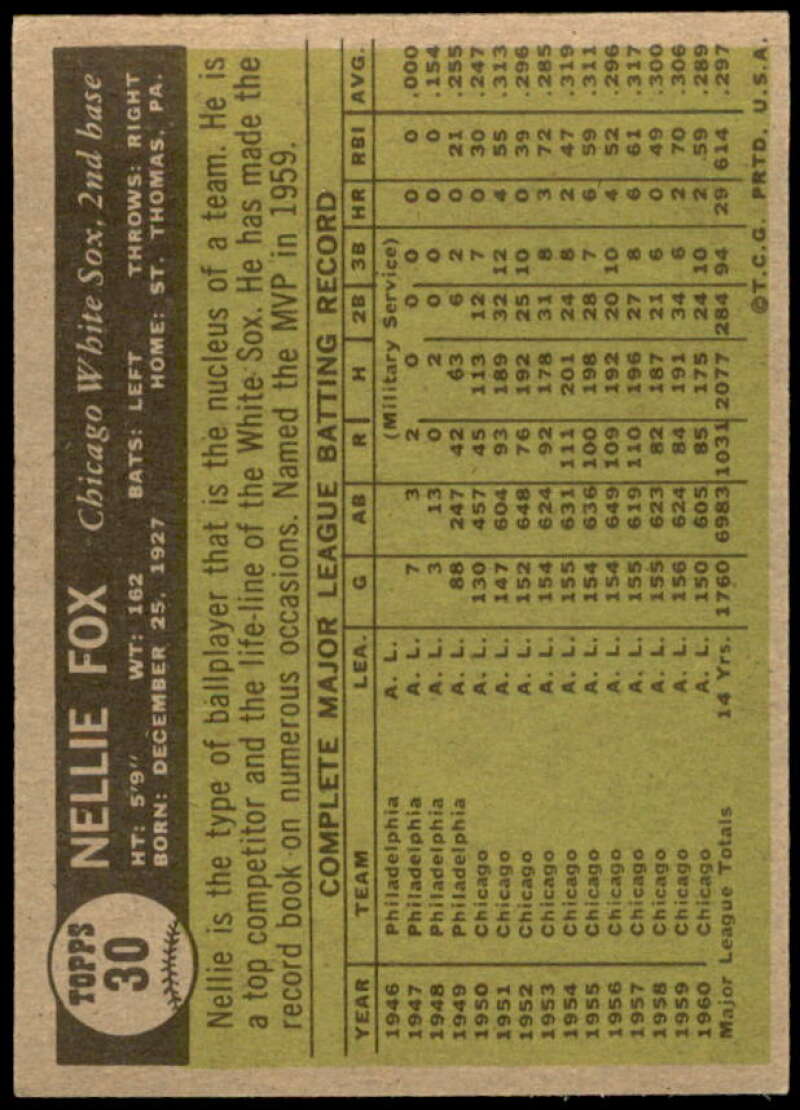 TOPPS
30
NELLIE FOX Chicago White Sox, 2nd base
HT: 5'9" WT: 162 BATS: LEFT THROWS: RIGHT
BORN: DECEMBER 25, 1927 HOME: ST. THOMAS, PA.
Nellie is the type of ballplayer that is the nucleus of a team. He is
a top competitor and the life-line of the White Sox. He has made the
record book on numerous occasions. Named the MVP in 1959.
COMPLETE MAJOR LEAGUE BATTING RECORD
YEAR TEAM LEA. G AB R H 2B 3B HR RBI AVG.
1946 Philadelphia A. L. (Military Service)
1947 Philadelphia A. L. 7 3 2 0 0 0 0 0 .000
1948 Philadelphia A. L. 3 13 0 2 0 0 0 0 .154
1949 Philadelphia A. L. 88 247 42 63 6 2 0 21 .255
1950 Chicago A. L. 130 457 45 113 12 7 0 30 .247
1951 Chicago A. L. 147 604 93 189 32 12 4 55 .313
1952 Chicago A. L. 152 648 76 192 25 10 0 39 .296
1953 Chicago A. L. 154 624 92 178 31 8 3 72 .285
1954 Chicago A. L. 155 631 111 201 24 8 2 47 .319
1955 Chicago A. L. 154 636 100 198 28 7 6 59 .311
1956 Chicago A. L. 154 649 109 192 20 10 4 52 .296
1957 Chicago A. L. 155 619 110 196 27 8 6 61 .317
1958 Chicago A. L. 155 623 82 187 21 6 0 49 .300
1959 Chicago A. L. 156 624 84 191 34 6 2 70 .306
1960 Chicago A. L. 150 605 85 175 24 10 2 59 .289
Major League Totals 14 Yrs. 1760 6983 1031 2077 284 94 29 614 .297
©T.C.G. PRTD. U.S.A.